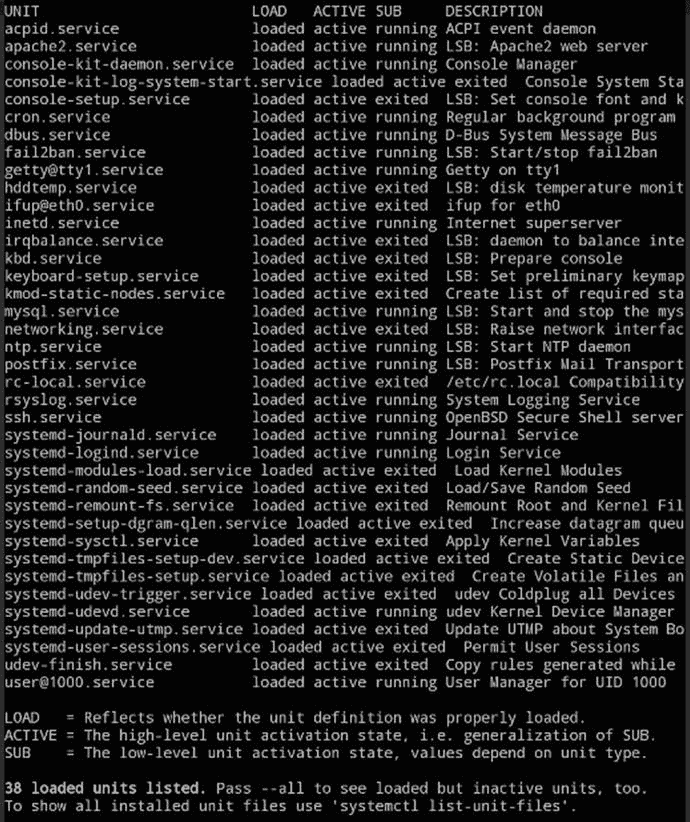 UNIT LOAD ACTIVE SUB DESCRIPTION
acpid.service loaded active running ACPI event daemon
apache2.service loaded active running LSB: Apache2 web server
console-kit-daemon.service loaded active running Console Manager
console-kit-log-system-start.service loaded active exited Console System Sta
console-setup.service loaded active exited LSB: Set console font and k
cron.service loaded active running Regular background program
dbus.service loaded active running D-Bus System Message Bus
fail2ban.service loaded active running LSB: Start/stop fail2ban
getty@tty1.service loaded active running Getty on tty1
hddtemp.service loaded active exited LSB: disk temperature monit
ifup@eth0.service loaded active exited ifup for eth0
inetd.service loaded active running Internet superserver
irqbalance.service loaded active exited LSB: daemon to balance inte
kbd.service loaded active exited LSB: Prepare console
keyboard-setup.service loaded active exited LSB: Set preliminary keymap
kmod-static-nodes.service loaded active exited Create list of required sta
mysql.service loaded active running LSB: Start and stop the mys
networking.service loaded active exited LSB: Raise network interfac
ntp.service loaded active running LSB: Start NTP daemon
postfix.service loaded active running LSB: Postfix Mail Transport
rc-local.service loaded active exited /etc/rc.local Compatibility
rsyslog.service loaded active running System Logging Service
ssh.service loaded active running OpenBSD Secure Shell server
systemd-journald.service loaded active running Journal Service
systemd-logind.service loaded active running Login Service
systemd-modules-load.service loaded active exited Load Kernel Modules
systemd-random-seed.service loaded active exited Load/Save Random Seed
systemd-remount-fs.service loaded active exited Remount Root and Kernel Fil
systemd-setup-dgram-qlen.service loaded active exited Increase datagram queu
systemd-sysctl.service loaded active exited Apply Kernel Variables
systemd-tmpfiles-setup-dev.service loaded active exited Create Static Device
systemd-tmpfiles-setup.service loaded active exited Create Volatile Files an
systemd-udev-trigger.service loaded active exited udev Coldplug all Devices
systemd-udevd.service loaded active running udev Kernel Device Manager
systemd-update-utmp.service loaded active exited Update UTMP about System Bo
systemd-user-sessions.service loaded active exited Permit User Sessions
udev-finish.service loaded active exited Copy rules generated while
user@1000.service loaded active running User Manager for UID 1000
LOAD = Reflects whether the unit definition was properly loaded.
ACTIVE = The high-level unit activation state, i.e. generalization of SUB.
SUB = The low-level unit activation state, values depend on unit type.
38 loaded units listed. Pass --all to see loaded but inactive units, too.
To show all installed unit files use 'systemctl list-unit-files'.